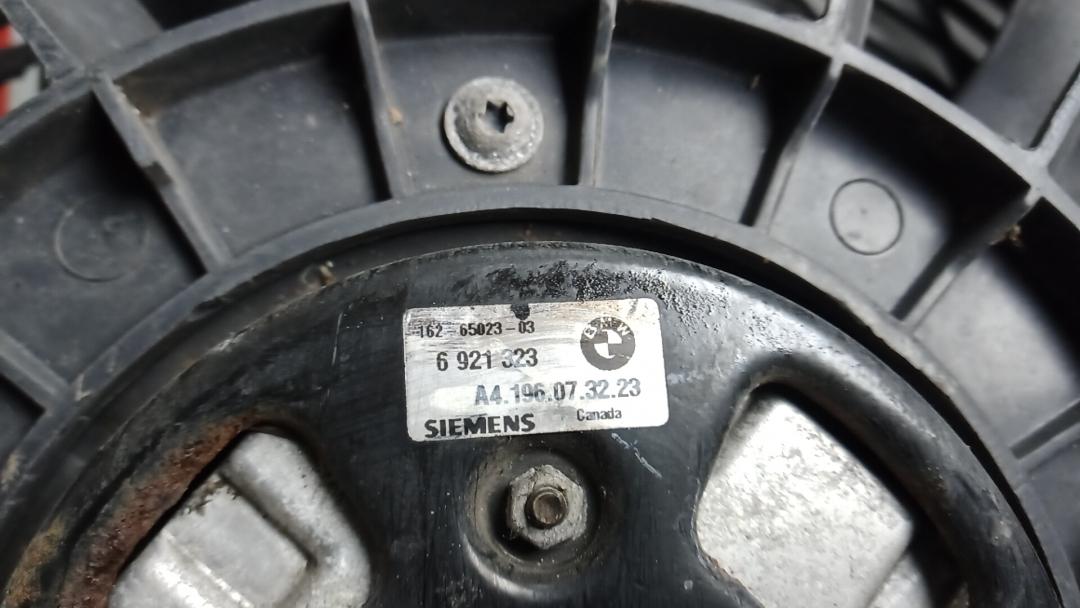 162-65023-03
BMW
6 921 323
A4.196.07.32.23
SIEMENS Canada